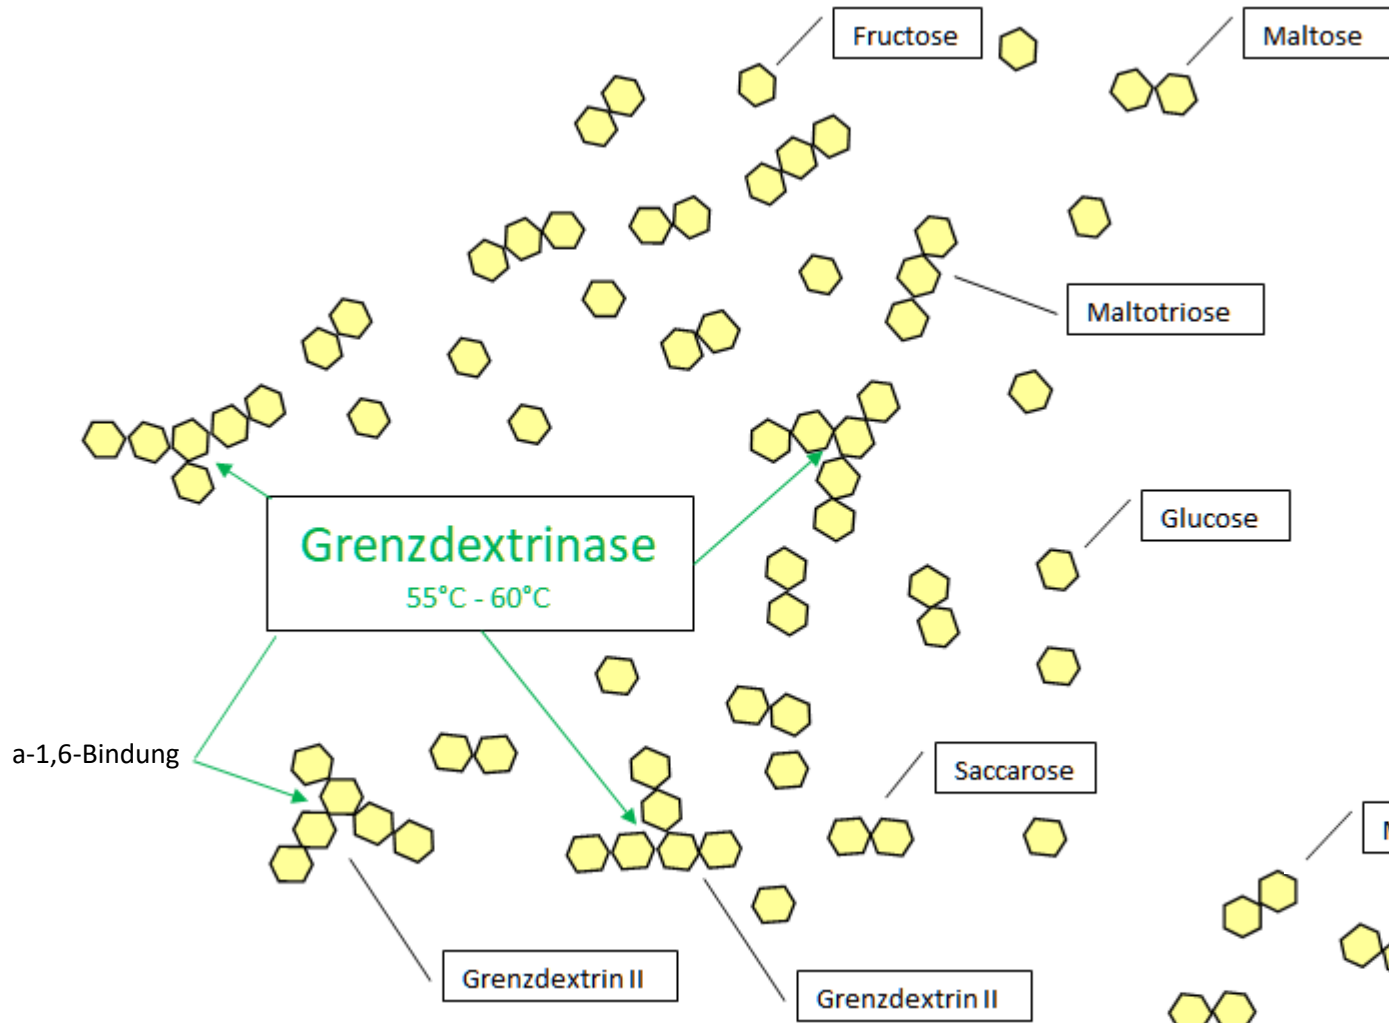 Fructose
Maltose
Maltotriose
Grenzdextrinase
55°C - 60°C
Glucose
a-1,6-Bindung
Saccarose
Grenzdextrin II
Grenzdextrin II